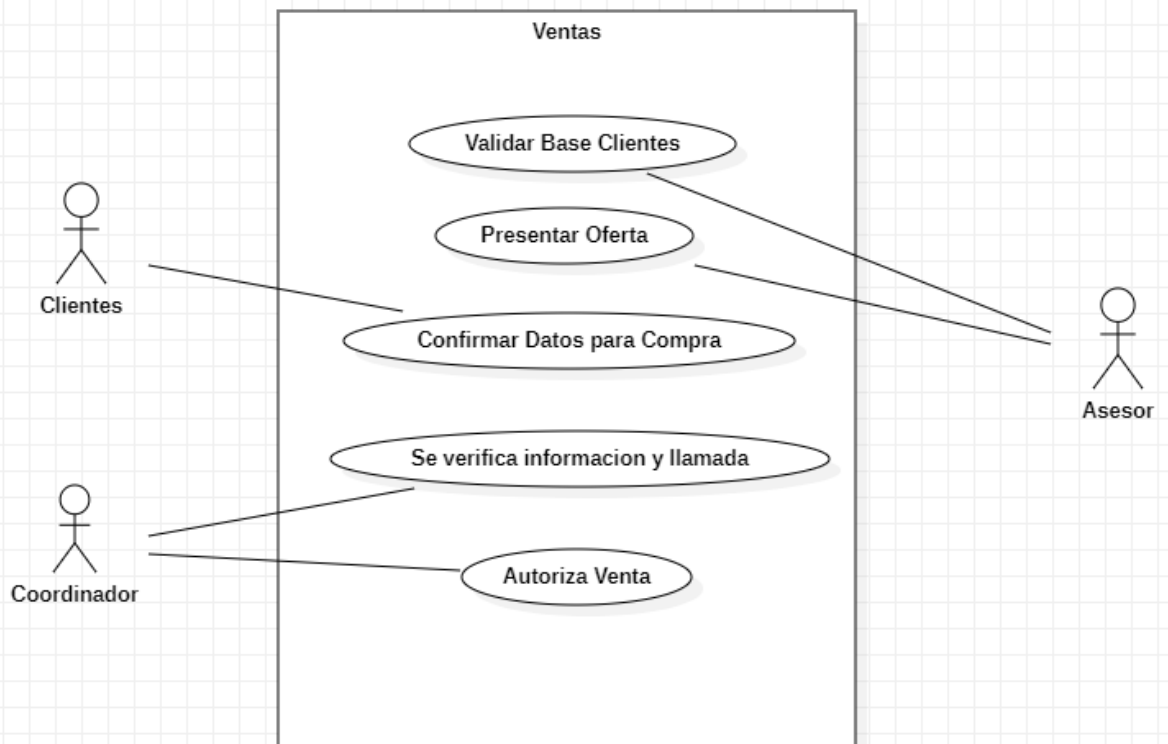 Ventas
Validar Base Clientes
Presentar Oferta
Clientes
Confirmar Datos para Compra
Asesor
Se verifica informacion y llamada
Autoriza Venta
Coordinador